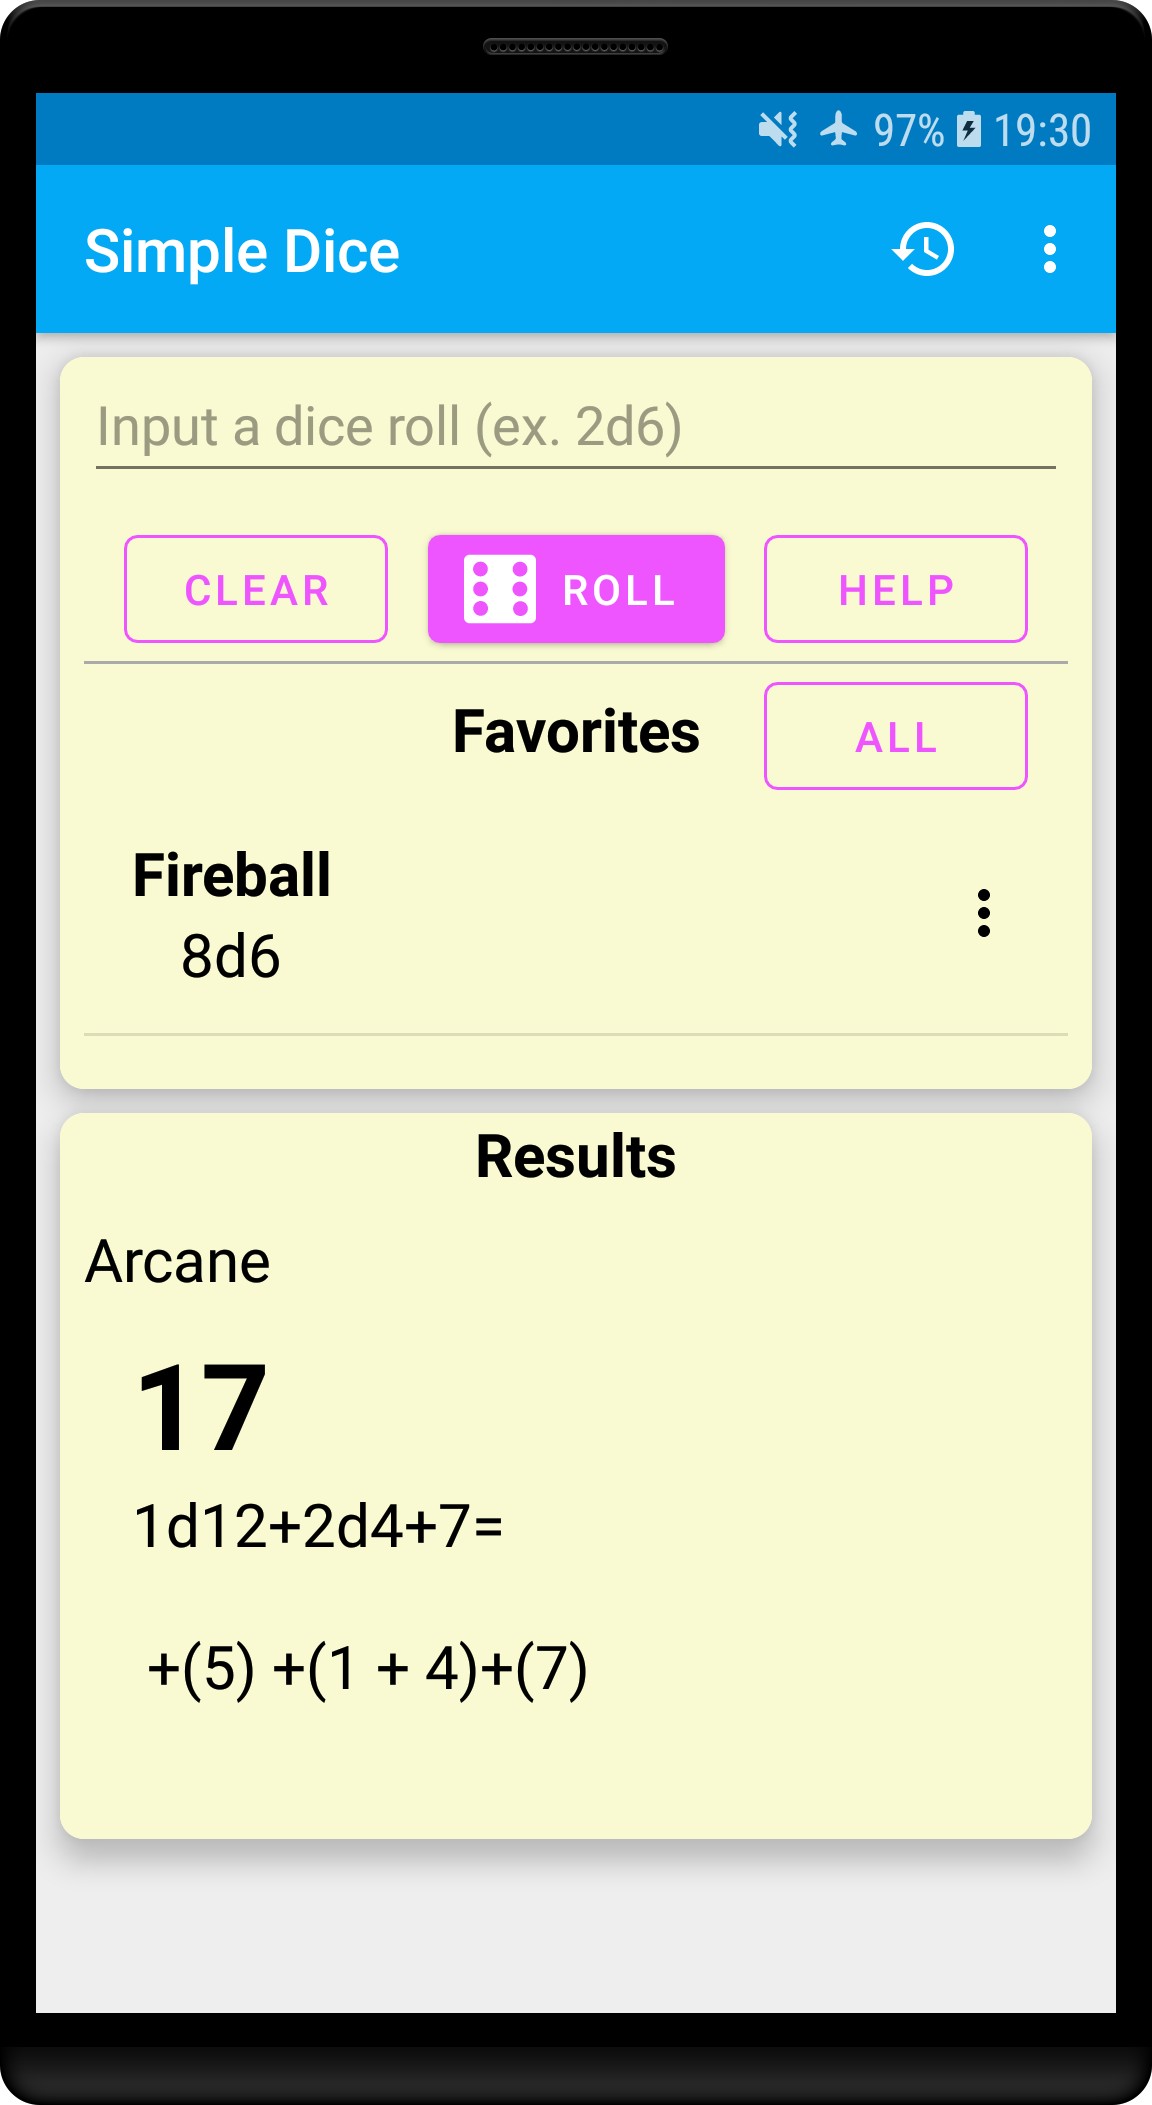 97% 19:30
Simple Dice
Input a dice roll (ex. 2d6)
CLEAR ROLL HELP
Favorites ALL
Fireball
8d6
Results
Arcane
17
1d12+2d4+7=
+(5) +(1 + 4)+(7)